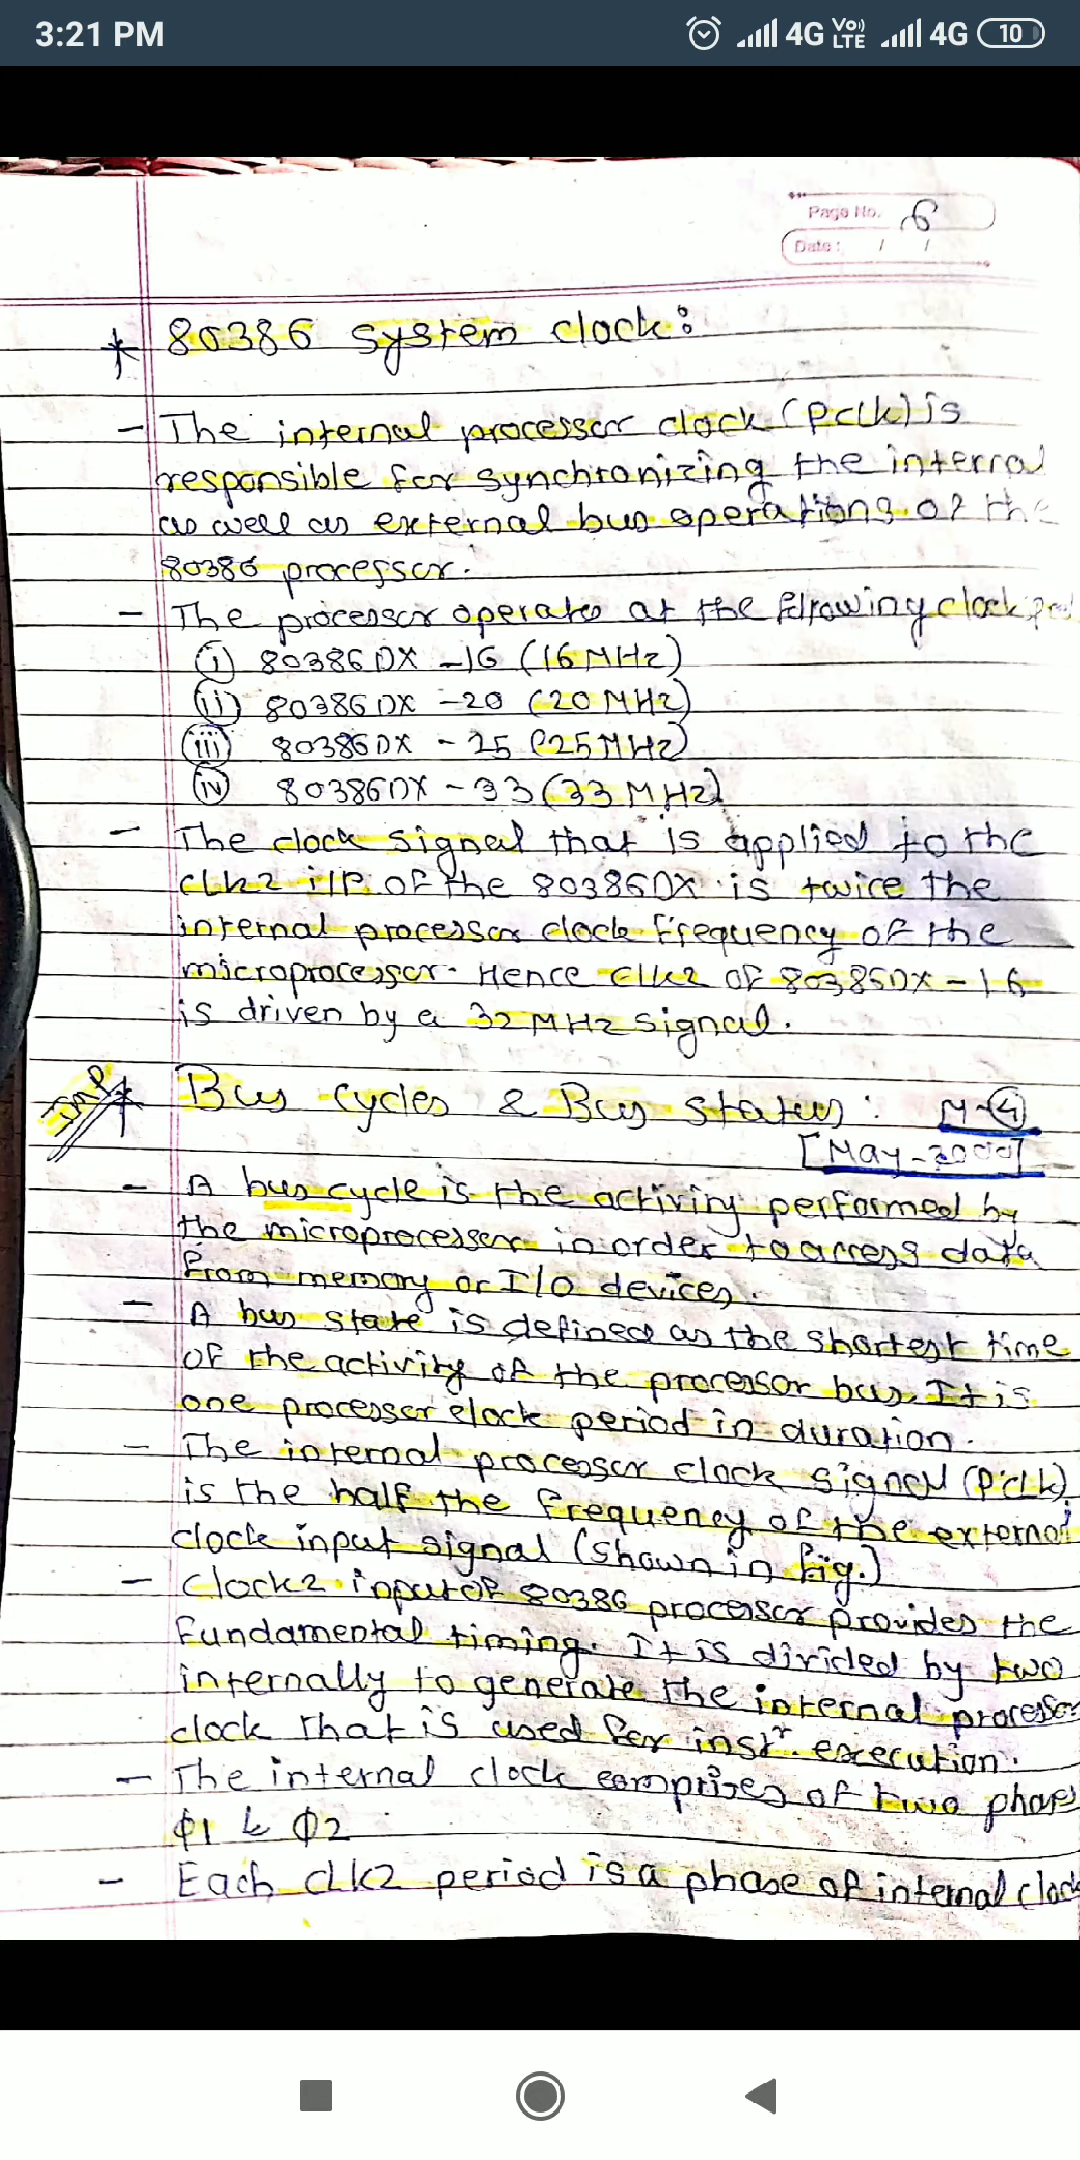 3:21 PM 4G VoLTE 4G 10
Page No. 6
Date : / /
* 80386 system clock:
- The internal processor clock (Pclk) is
responsible for synchronizing the internal
as well as external bus operations of the
80386 processor.
- The processor operates at the following clock
(i) 80386DX -16 (16MHz)
(ii) 80386DX -20 (20MHz)
(iii) 80386DX - 25 (25MHz)
(iv) 80386DX - 33 (33MHz)
- The clock signal that is applied to the
CLK2 i/p of the 80386DX is twice the
internal processor clock frequency of the
microprocessor. Hence clk2 of 80386DX - 16
is driven by a 32MHz signal.
Imp * Bus Cycles & Bus states: M-4
[May-2000]
- A bus cycle is the activity performed by
the microprocessor in order to access data
from memory or I/O devices.
- A bus state is defined as the shortest time
of the activity of the processor bus. It is
one processor clock period in duration.
- The internal processor clock signal (Pclk)
is the half the frequency of the external
clock input signal (shown in fig.)
- Clock2 input of 80386 processor provides the
fundamental timing. It is divided by two
internally to generate the internal processor
clock that is used for instr. execution.
- The internal clock comprises of two phases
φ1 & φ2
- Each clk2 period is a phase of internal clock